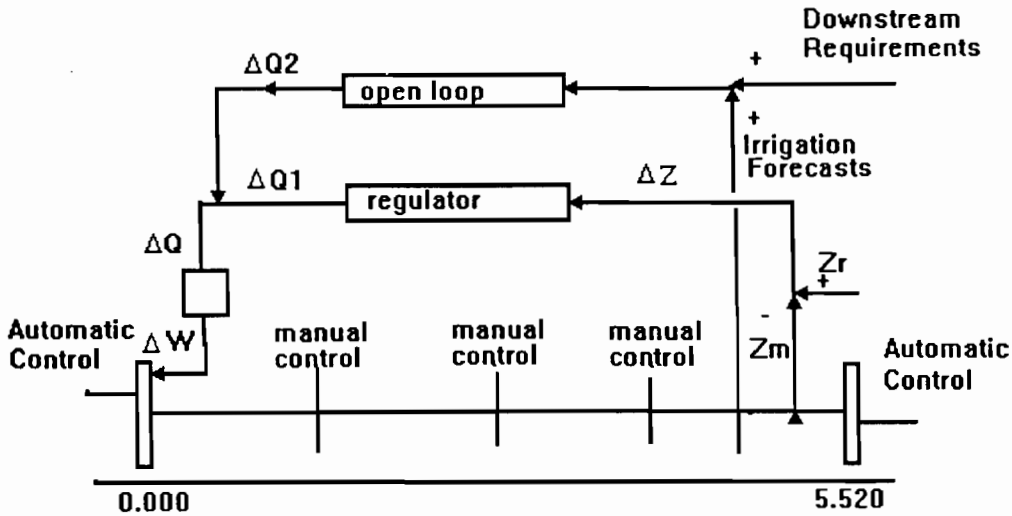 Downstream
Requirements
+
ΔQ2
open loop
+
Irrigation
Forecasts
ΔQ1
regulator
ΔZ
ΔQ
Zr
+
-
Zm
Automatic
Control
ΔW
manual
control
manual
control
manual
control
Automatic
Control
0.000
5.520